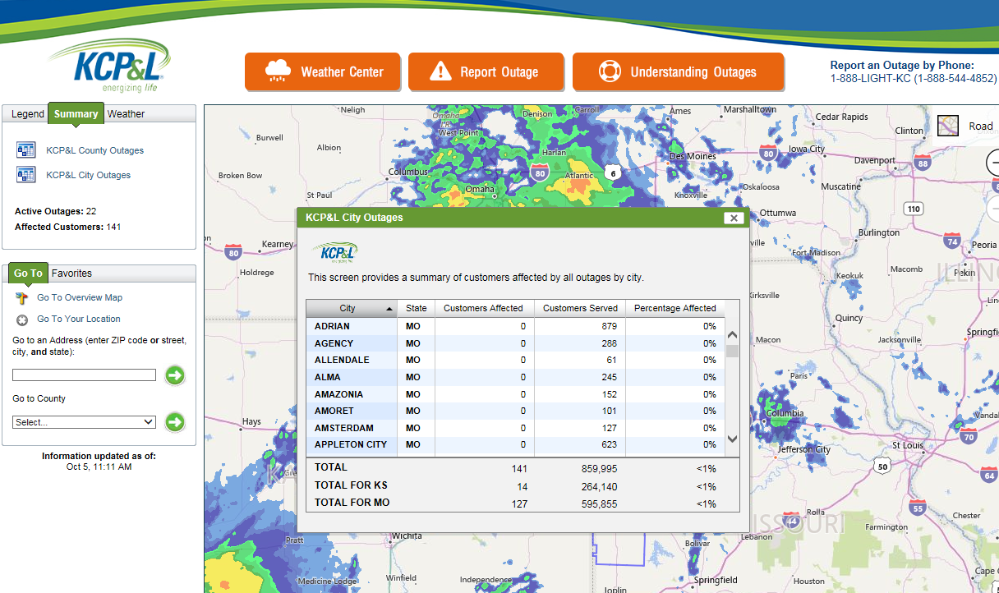 KCP&L
energizing life
Weather Center
Report Outage
Understanding Outages
Report an Outage by Phone:
1-888-LIGHT-KC (1-888-544-4852)
Legend
Summary
Weather
KCP&L County Outages
KCP&L City Outages
Active Outages: 22
Affected Customers: 141
Go To
Favorites
Go To Overview Map
Go To Your Location
Go to an Address (enter ZIP code or street,
city, and state):
Go to County
Select...
Information updated as of:
Oct 5, 11:11 AM
Road
Neligh
Denison
Carroll
Ames
Marshalltown
Cedar Rapids
Clinton
Omaha
West Point
Burwell
Albion
Harlan
Des Moines
80
Iowa City
Davenport
88
Broken Bow
Columbus
80
Atlantic
6
Muscatine
St Paul
Omaha
Knoxville
Oskaloosa
110
Ottumwa
80
Kearney
Burlington
74
Peoria
Fort Madison
Holdrege
Keokuk
Macomb
Pekin
Kirksville
Quincy
Macon
Jacksonville
Springfi
Paris
Hays
Columbia
Vanda
70
Jefferson City
St Louis
50
64
55
Chester
Rolla
44
ISSOURI
Farmington
Lebanon
Pratt
Wichita
Bolivar
Medicine Lodge
Winfield
Independence
Joplin
Springfield
Houston
Cape
KCP&L City Outages
KCP&L
energizing life
This screen provides a summary of customers affected by all outages by city.
City State Customers Affected Customers Served Percentage Affected
ADRIAN MO 0 879 0%
AGENCY MO 0 288 0%
ALLENDALE MO 0 61 0%
ALMA MO 0 245 0%
AMAZONIA MO 0 152 0%
AMORET MO 0 101 0%
AMSTERDAM MO 0 127 0%
APPLETON CITY MO 0 623 0%
TOTAL 141 859,995 <1%
TOTAL FOR KS 14 264,140 <1%
TOTAL FOR MO 127 595,855 <1%